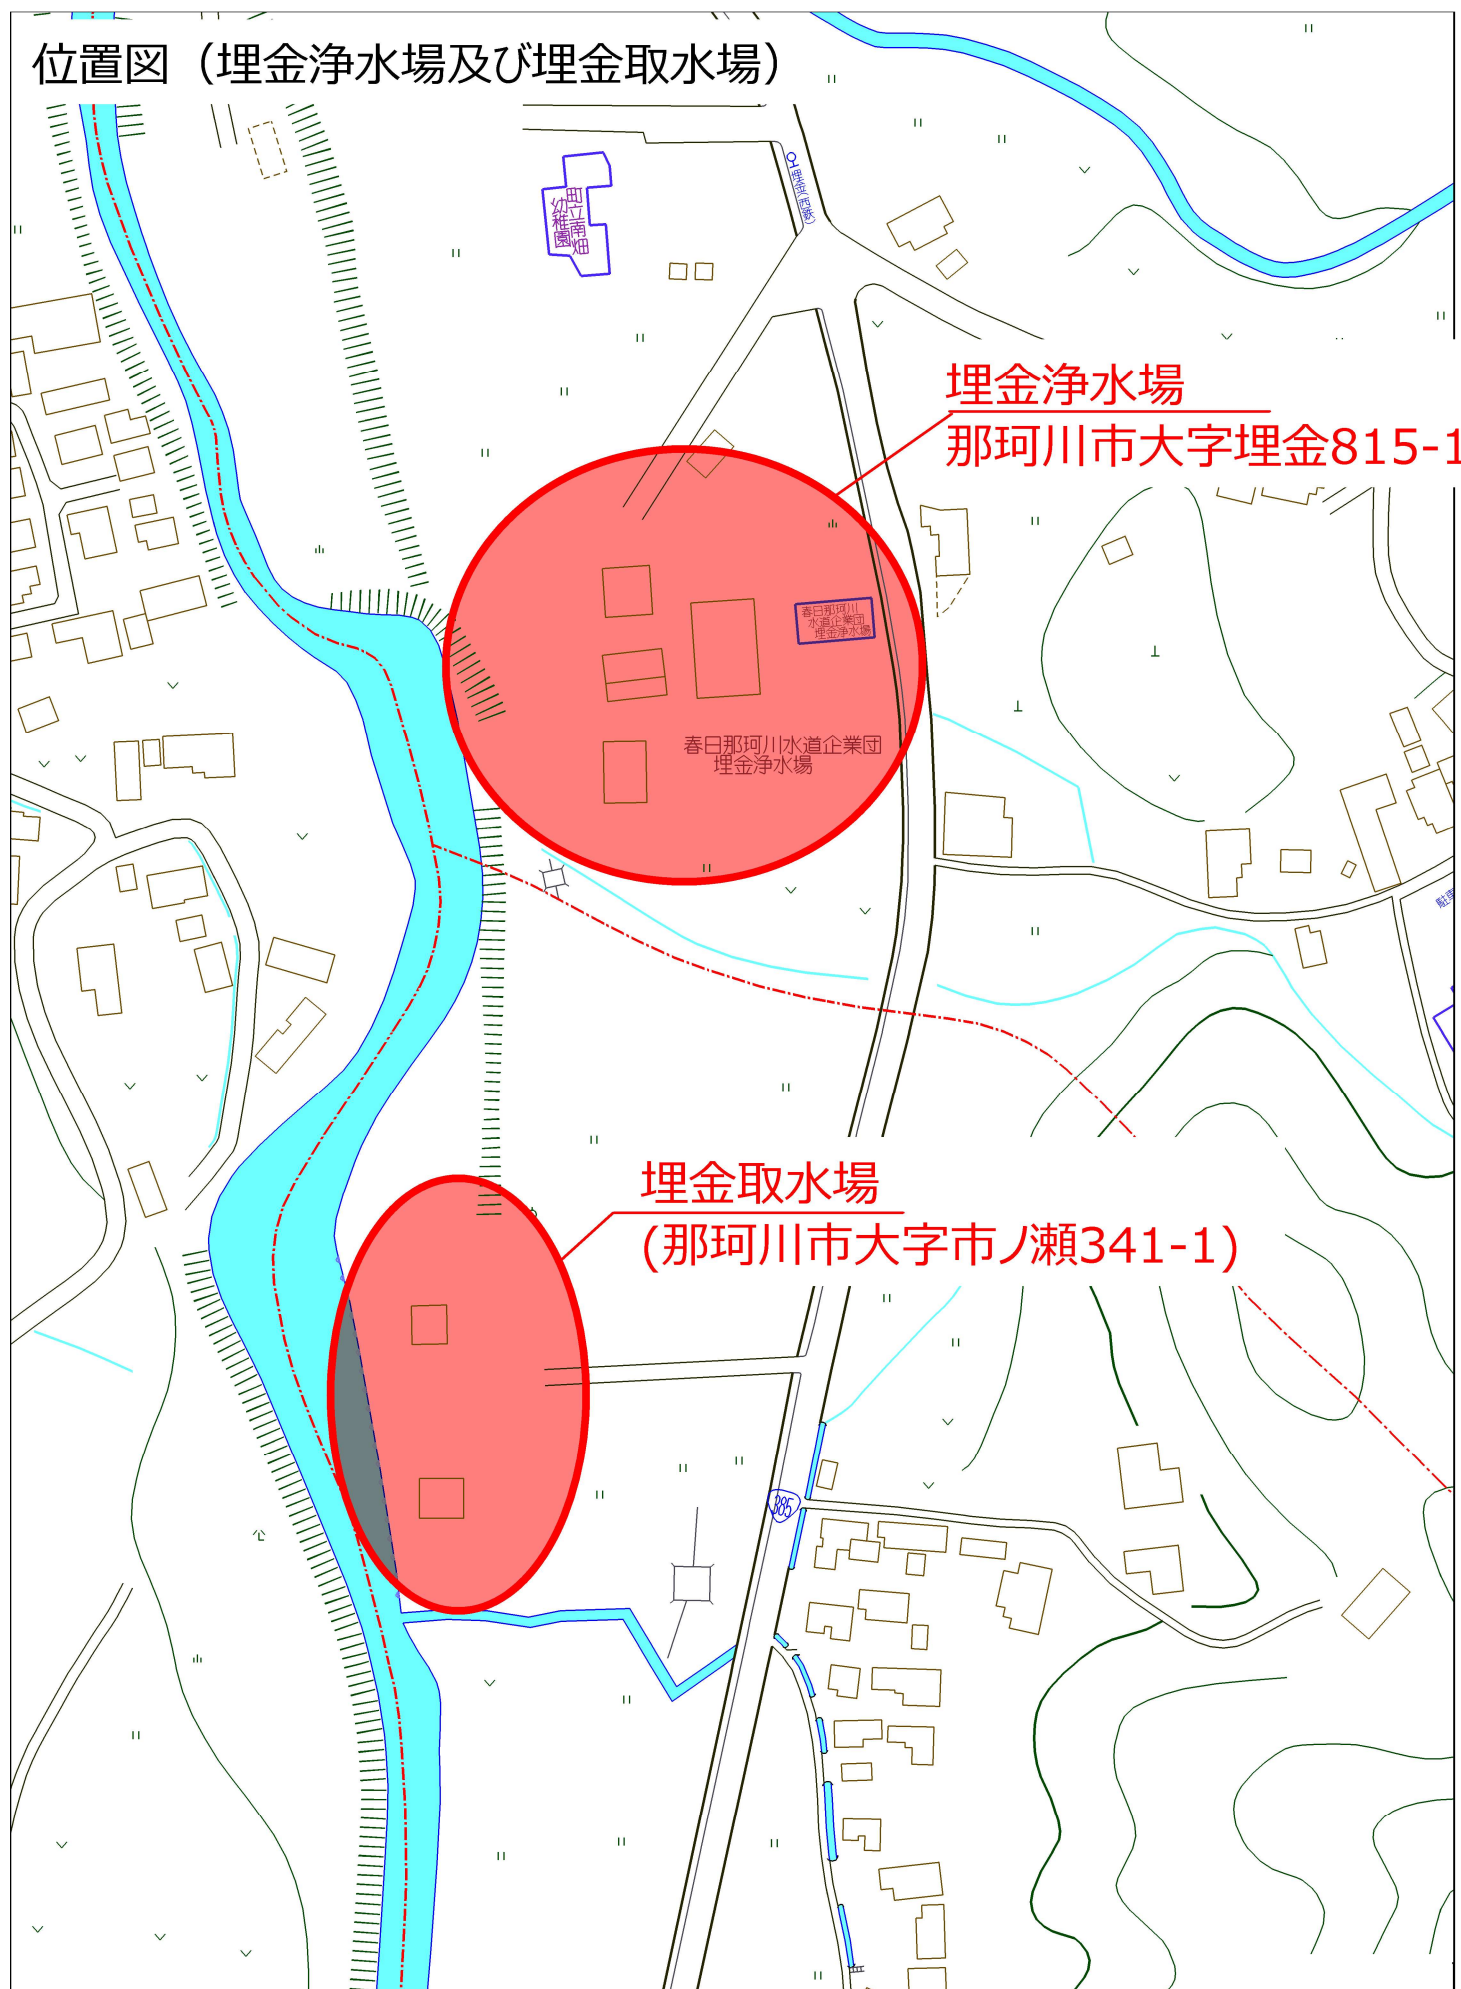 位置図（埋金浄水場及び埋金取水場）
埋金(西鉄)
町立南畑
幼稚園
埋金浄水場
那珂川市大字埋金815-1
春日那珂川
水道企業団
埋金浄水場
春日那珂川水道企業団
埋金浄水場
埋金取水場
(那珂川市大字市ノ瀬341-1)
385